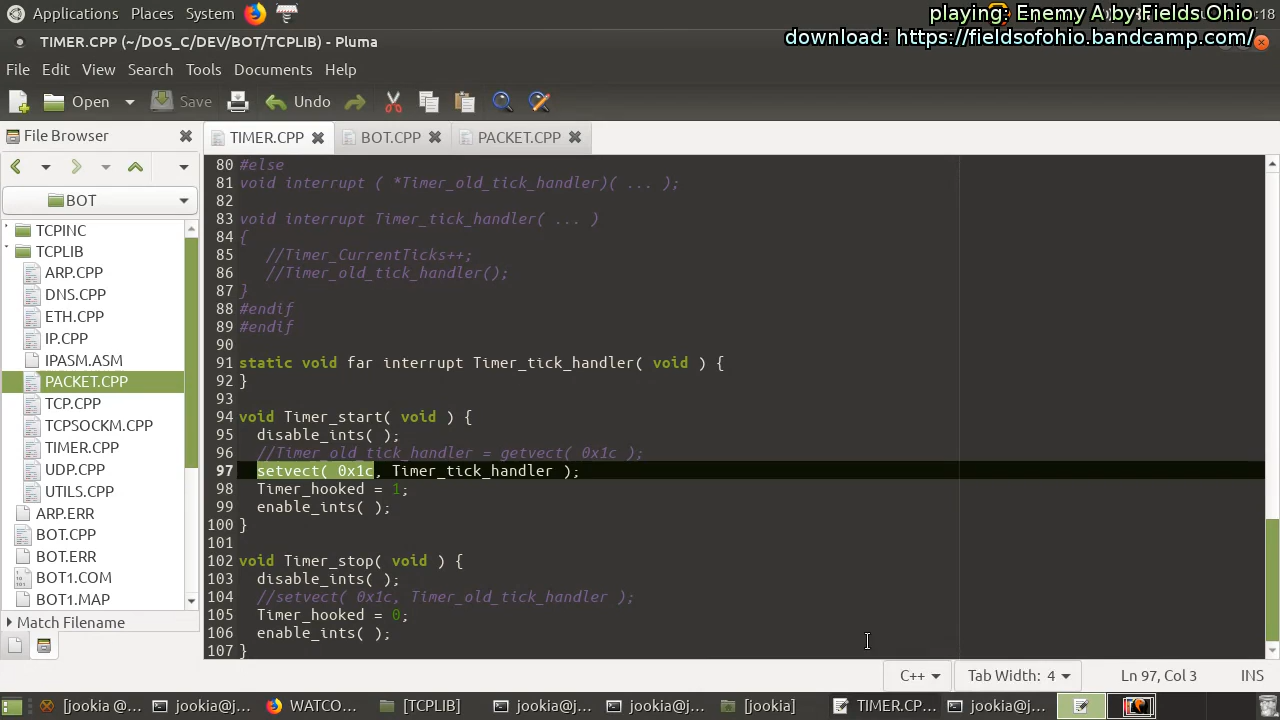 Applications Places System
playing: Enemy A by Fields Ohio
:18
download: https://fieldsofohio.bandcamp.com/
TIMER.CPP (~/DOS_C/DEV/BOT/TCPLIB) - Pluma
File Edit View Search Tools Documents Help
Open Save Undo
File Browser
TIMER.CPP BOT.CPP PACKET.CPP
BOT
TCPINC
TCPLIB
ARP.CPP
DNS.CPP
ETH.CPP
IP.CPP
IPASM.ASM
PACKET.CPP
TCP.CPP
TCPSOCKM.CPP
TIMER.CPP
UDP.CPP
UTILS.CPP
ARP.ERR
BOT.CPP
BOT.ERR
BOT1.COM
BOT1.MAP
Match Filename
80 #else
81 void interrupt ( *Timer_old_tick_handler)( ... );
82
83 void interrupt Timer_tick_handler( ... )
84 {
85 //Timer_CurrentTicks++;
86 //Timer_old_tick_handler();
87 }
88 #endif
89 #endif
90
91 static void far interrupt Timer_tick_handler( void ) {
92 }
93
94 void Timer_start( void ) {
95 disable_ints( );
96 //Timer_old_tick_handler = getvect( 0x1c );
97 setvect( 0x1c, Timer_tick_handler );
98 Timer_hooked = 1;
99 enable_ints( );
100 }
101
102 void Timer_stop( void ) {
103 disable_ints( );
104 //setvect( 0x1c, Timer_old_tick_handler );
105 Timer_hooked = 0;
106 enable_ints( );
107 }
C++ Tab Width: 4 Ln 97, Col 3 INS
[jookia @... jookia@j... WATCO... [TCPLIB] jookia@j... jookia@j... [jookia] TIMER.CP... jookia@j...